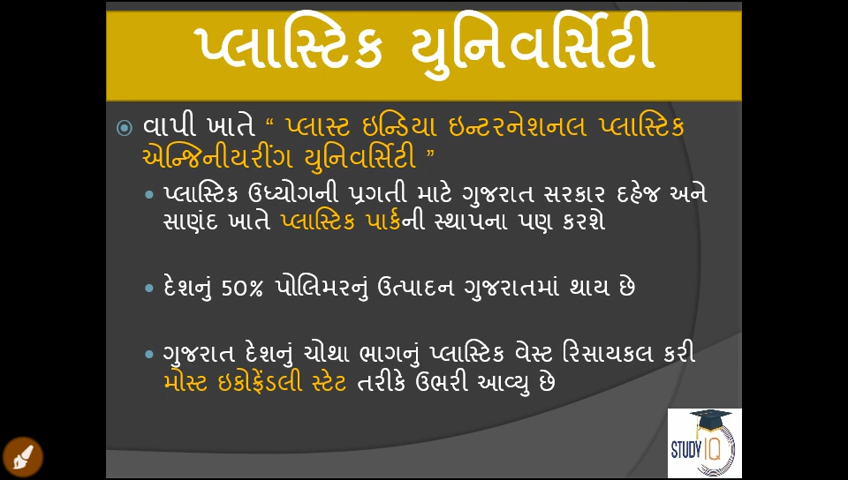 પ્લાસ્ટિક યુનિવર્સિટી
વાપી ખાતે “ પ્લાસ્ટ ઇન્ડિયા ઇન્ટરનેશનલ પ્લાસ્ટિક
એન્જિનીયરીંગ યુનિવર્સિટી ”
પ્લાસ્ટિક ઉધ્યોગની પ્રગતી માટે ગુજરાત સરકાર દહેજ અને
સાણંદ ખાતે પ્લાસ્ટિક પાર્કની સ્થાપના પણ કરશે
દેશનું 50% પોલિમરનું ઉત્પાદન ગુજરાતમાં થાય છે
ગુજરાત દેશનું ચોથા ભાગનું પ્લાસ્ટિક વેસ્ટ રિસાયકલ કરી
મોસ્ટ ઇકોફ્રેંડલી સ્ટેટ તરીકે ઉભરી આવ્યુ છે
STUDY IQ